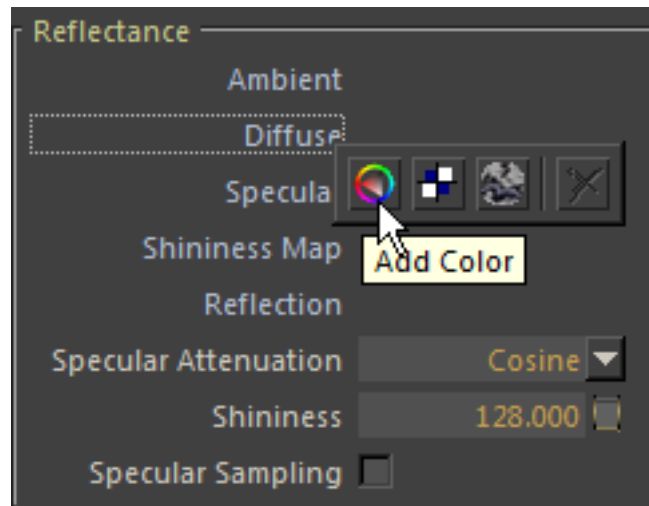 Reflectance
Ambient
Diffuse
Specula
Add Color
Shininess Map
Reflection
Specular Attenuation Cosine
Shininess 128.000
Specular Sampling